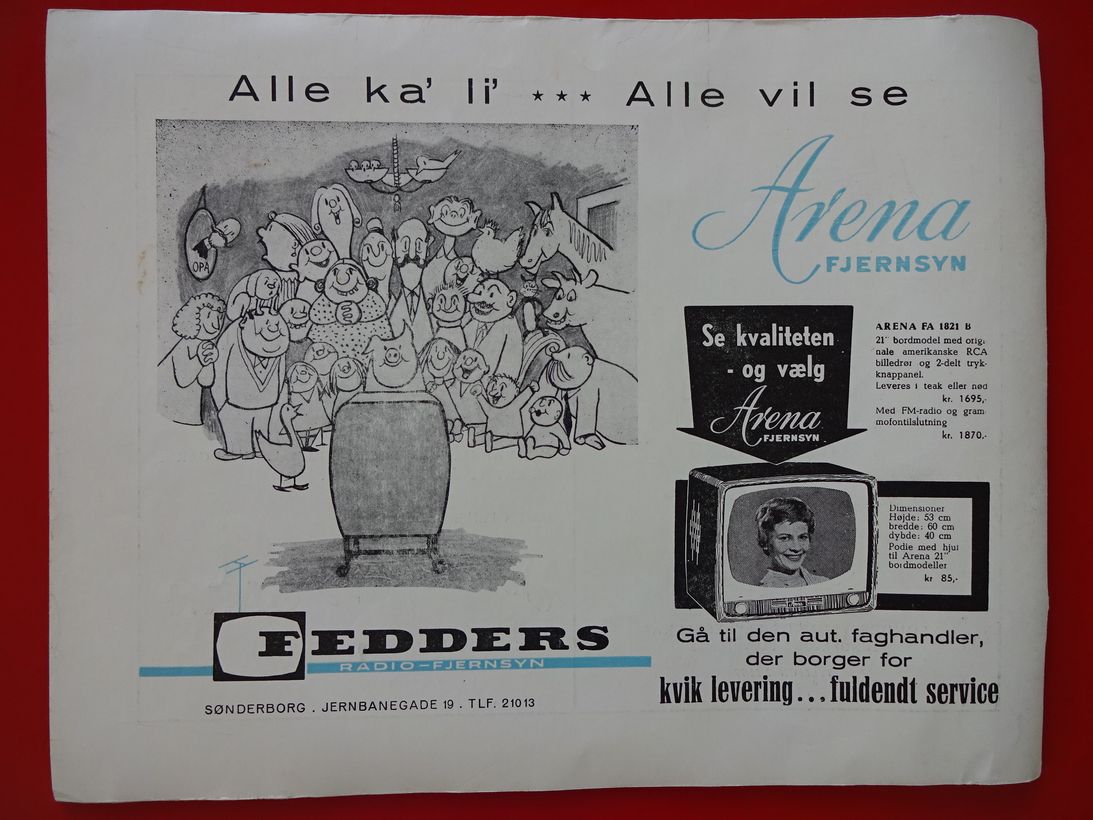 Alle ka' li' *** Alle vil se
OPA
Arena
FJERNSYN
Se kvaliteten
- og vælg
Arena
FJERNSYN
ARENA FA 1821 B
21" bordmodel med origi-
nale amerikanske RCA
billedrør og 2-delt tryk-
knappanel.
Leveres i teak eller nød
kr. 1695,-
Med FM-radio og gram
mofontilslutning
kr. 1870,-
Dimensioner
Højde: 53 cm
bredde: 60 cm
dybde: 40 cm
Podie med hjul
til Arena 21"
bordmodeller
kr 85,-
FEDDERS
RADIO-FJERNSYN
SØNDERBORG . JERNBANEGADE 19 . TLF. 21013
Gå til den aut. faghandler,
der borger for
kvik levering... fuldendt service